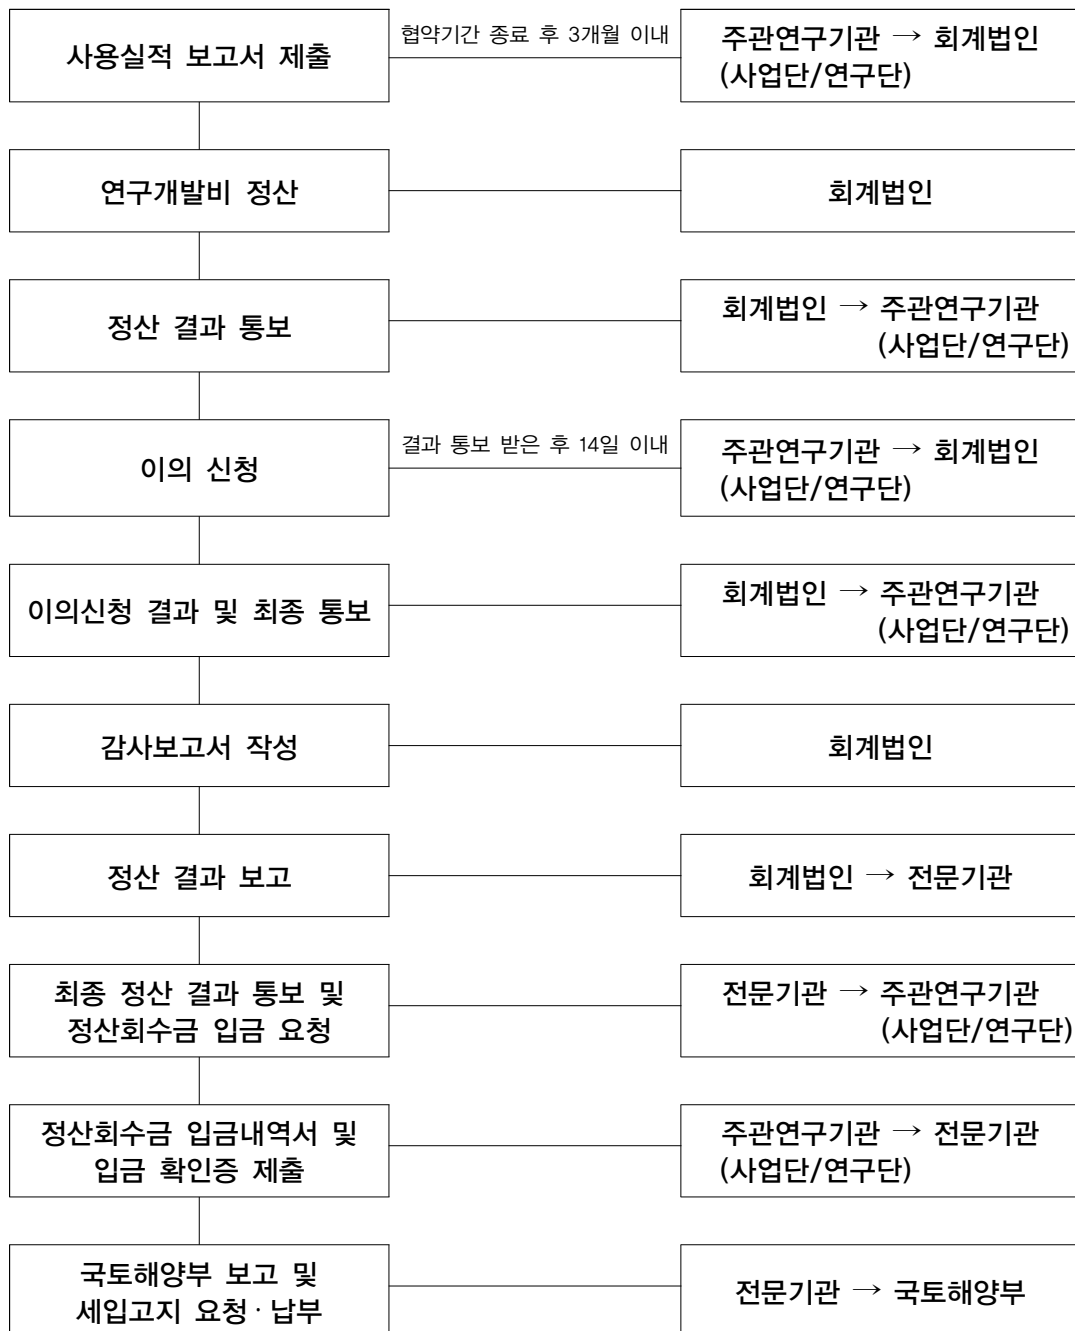 사용실적 보고서 제출
협약기간 종료 후 3개월 이내
주관연구기관 → 회계법인
(사업단/연구단)
연구개발비 정산
회계법인
정산 결과 통보
회계법인 → 주관연구기관
(사업단/연구단)
이의 신청
결과 통보 받은 후 14일 이내
주관연구기관 → 회계법인
(사업단/연구단)
이의신청 결과 및 최종 통보
회계법인 → 주관연구기관
(사업단/연구단)
감사보고서 작성
회계법인
정산 결과 보고
회계법인 → 전문기관
최종 정산 결과 통보 및
정산회수금 입금 요청
전문기관 → 주관연구기관
(사업단/연구단)
정산회수금 입금내역서 및
입금 확인증 제출
주관연구기관 → 전문기관
(사업단/연구단)
국토해양부 보고 및
세입고지 요청·납부
전문기관 → 국토해양부